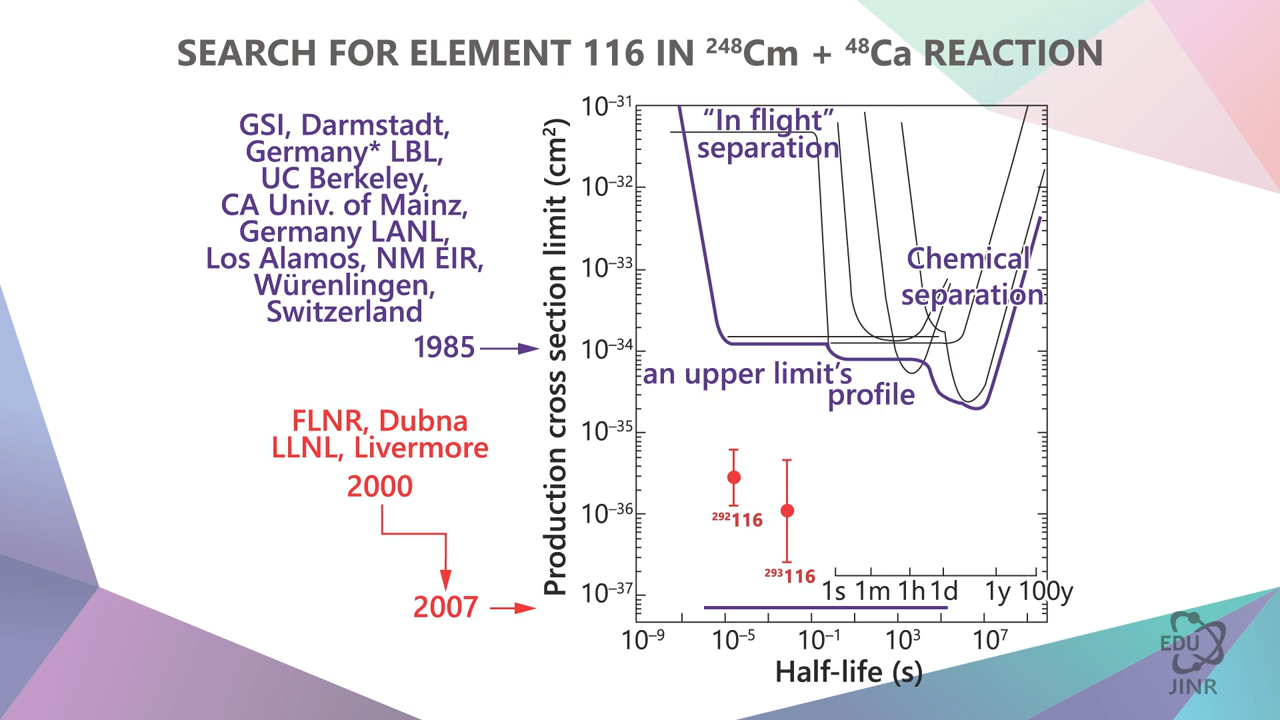 SEARCH FOR ELEMENT 116 IN ²⁴⁸Cm + ⁴⁸Ca REACTION
GSI, Darmstadt,
Germany* LBL,
UC Berkeley,
CA Univ. of Mainz,
Germany LANL,
Los Alamos, NM EIR,
Würenlingen,
Switzerland
1985
FLNR, Dubna
LLNL, Livermore
2000
2007
Production cross section limit (cm²)
10⁻³¹
10⁻³²
10⁻³³
10⁻³⁴
10⁻³⁵
10⁻³⁶
10⁻³⁷
“In flight”
separation
Chemical
separation
an upper limit’s
profile
²⁹²116
²⁹³116
1s 1m 1h 1d 1y 100y
10⁻⁹ 10⁻⁵ 10⁻¹ 10³ 10⁷
Half-life (s)
EDU
JINR